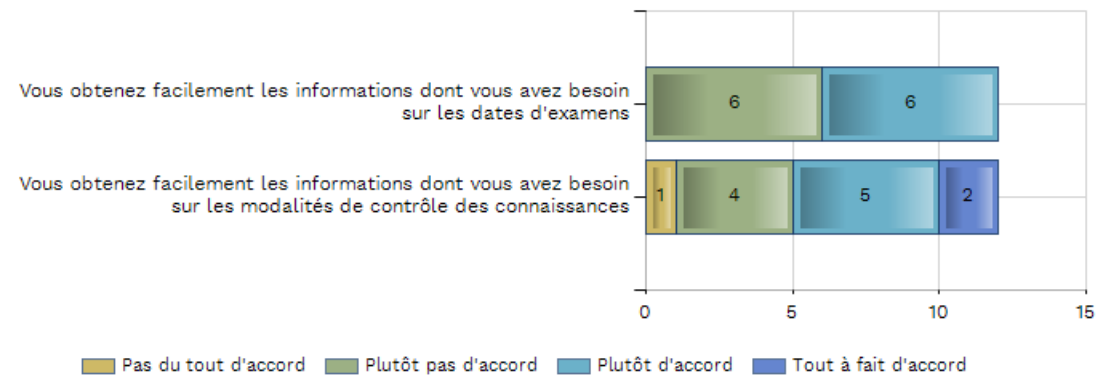 Vous obtenez facilement les informations dont vous avez besoin
sur les dates d'examens
6 6
Vous obtenez facilement les informations dont vous avez besoin
sur les modalités de contrôle des connaissances
1 4 5 2
0 5 10 15
Pas du tout d'accord Plutôt pas d'accord Plutôt d'accord Tout à fait d'accord